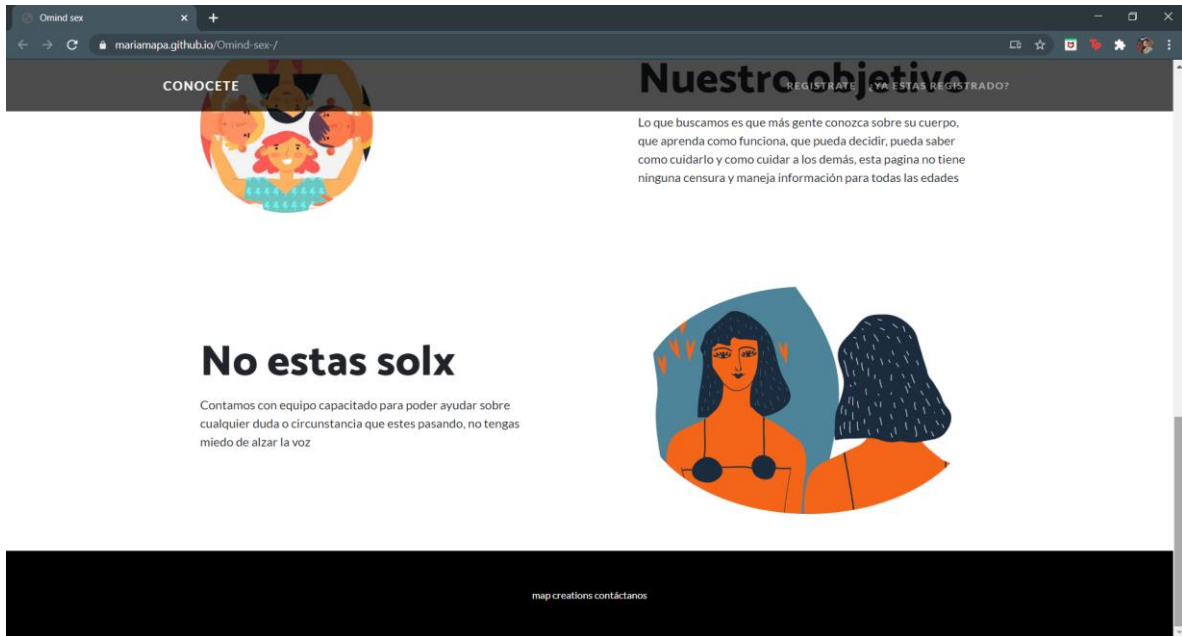 Omind sex
mariamapa.github.io/Omind-sex-/
CONOCETE
REGISTRATE ¿YA ESTAS REGISTRADO?
Nuestro objetivo
Lo que buscamos es que más gente conozca sobre su cuerpo,
que aprenda como funciona, que pueda decidir, pueda saber
como cuidarlo y como cuidar a los demás, esta pagina no tiene
ninguna censura y maneja información para todas las edades
No estas solx
Contamos con equipo capacitado para poder ayudar sobre
cualquier duda o circunstancia que estes pasando, no tengas
miedo de alzar la voz
map creations contáctanos